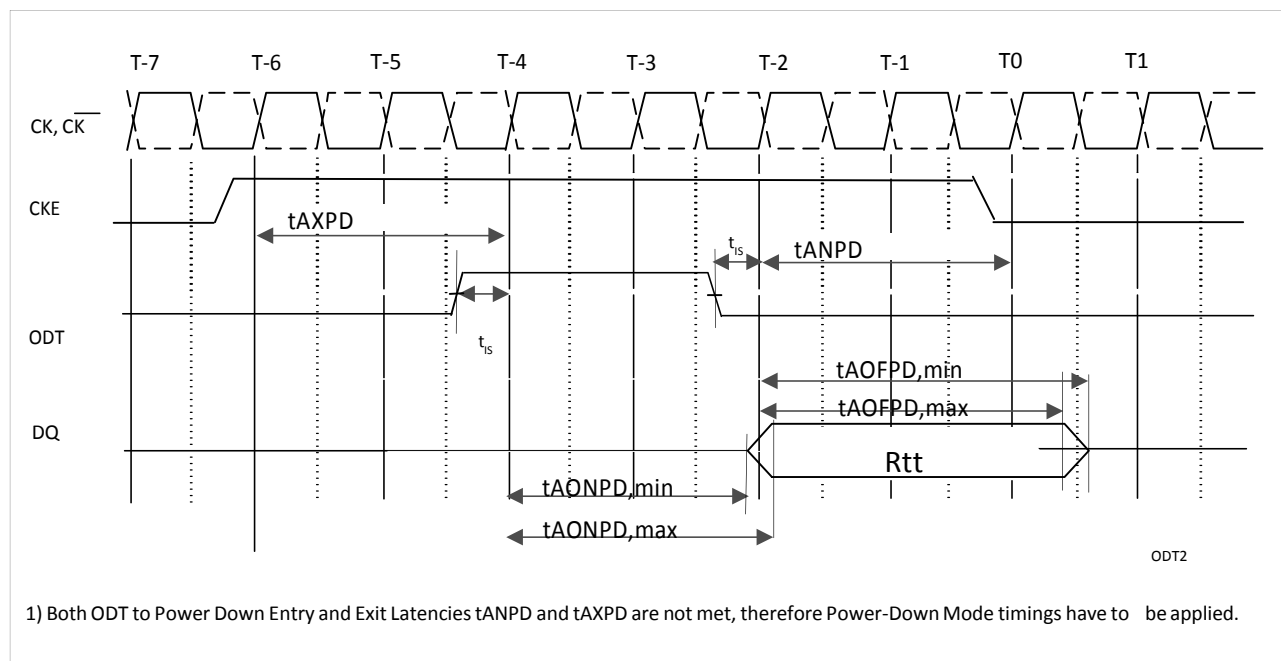 T-7 T-6 T-5 T-4 T-3 T-2 T-1 T0 T1
CK, C̅K̅
CKE
tAXPD
tIS
tANPD
ODT
tIS
tAOFPD,min
tAOFPD,max
DQ
Rtt
tAONPD,min
tAONPD,max
ODT2
1) Both ODT to Power Down Entry and Exit Latencies tANPD and tAXPD are not met, therefore Power-Down Mode timings have to be applied.